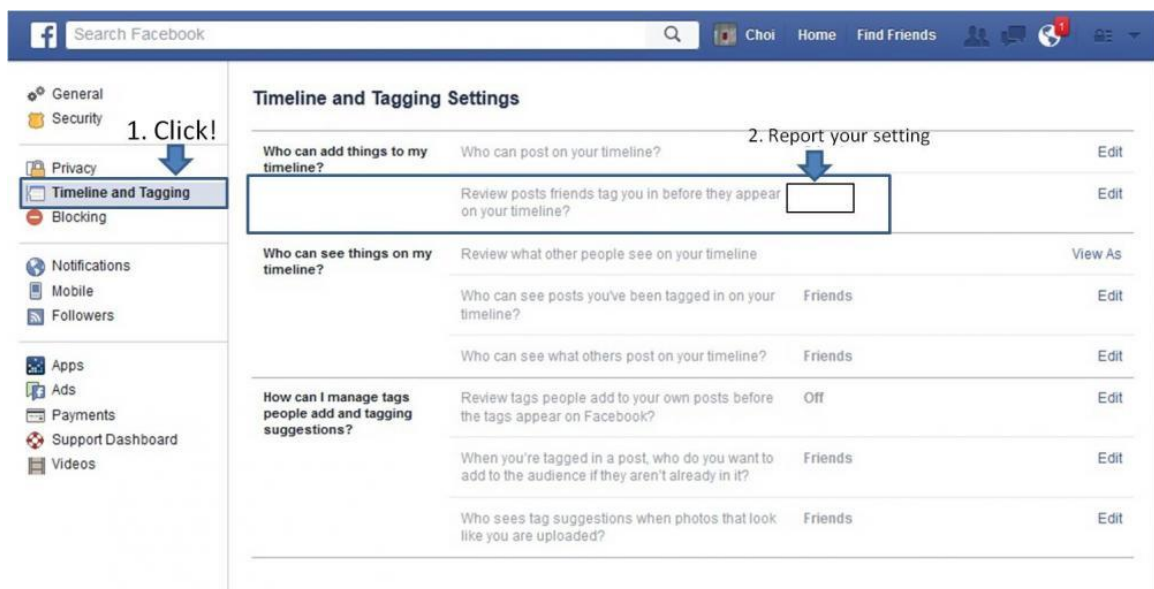 f Search Facebook Choi Home Find Friends 1
General
Security
1. Click!
Privacy
Timeline and Tagging
Blocking
Notifications
Mobile
Followers
Apps
Ads
Payments
Support Dashboard
Videos
Timeline and Tagging Settings
2. Report your setting
Who can add things to my
timeline?
Who can post on your timeline? Edit
Review posts friends tag you in before they appear
on your timeline?
Edit
Who can see things on my
timeline?
Review what other people see on your timeline View As
Who can see posts you've been tagged in on your
timeline?
Friends Edit
Who can see what others post on your timeline? Friends Edit
How can I manage tags
people add and tagging
suggestions?
Review tags people add to your own posts before
the tags appear on Facebook?
Off Edit
When you're tagged in a post, who do you want to
add to the audience if they aren't already in it?
Friends Edit
Who sees tag suggestions when photos that look
like you are uploaded?
Friends Edit